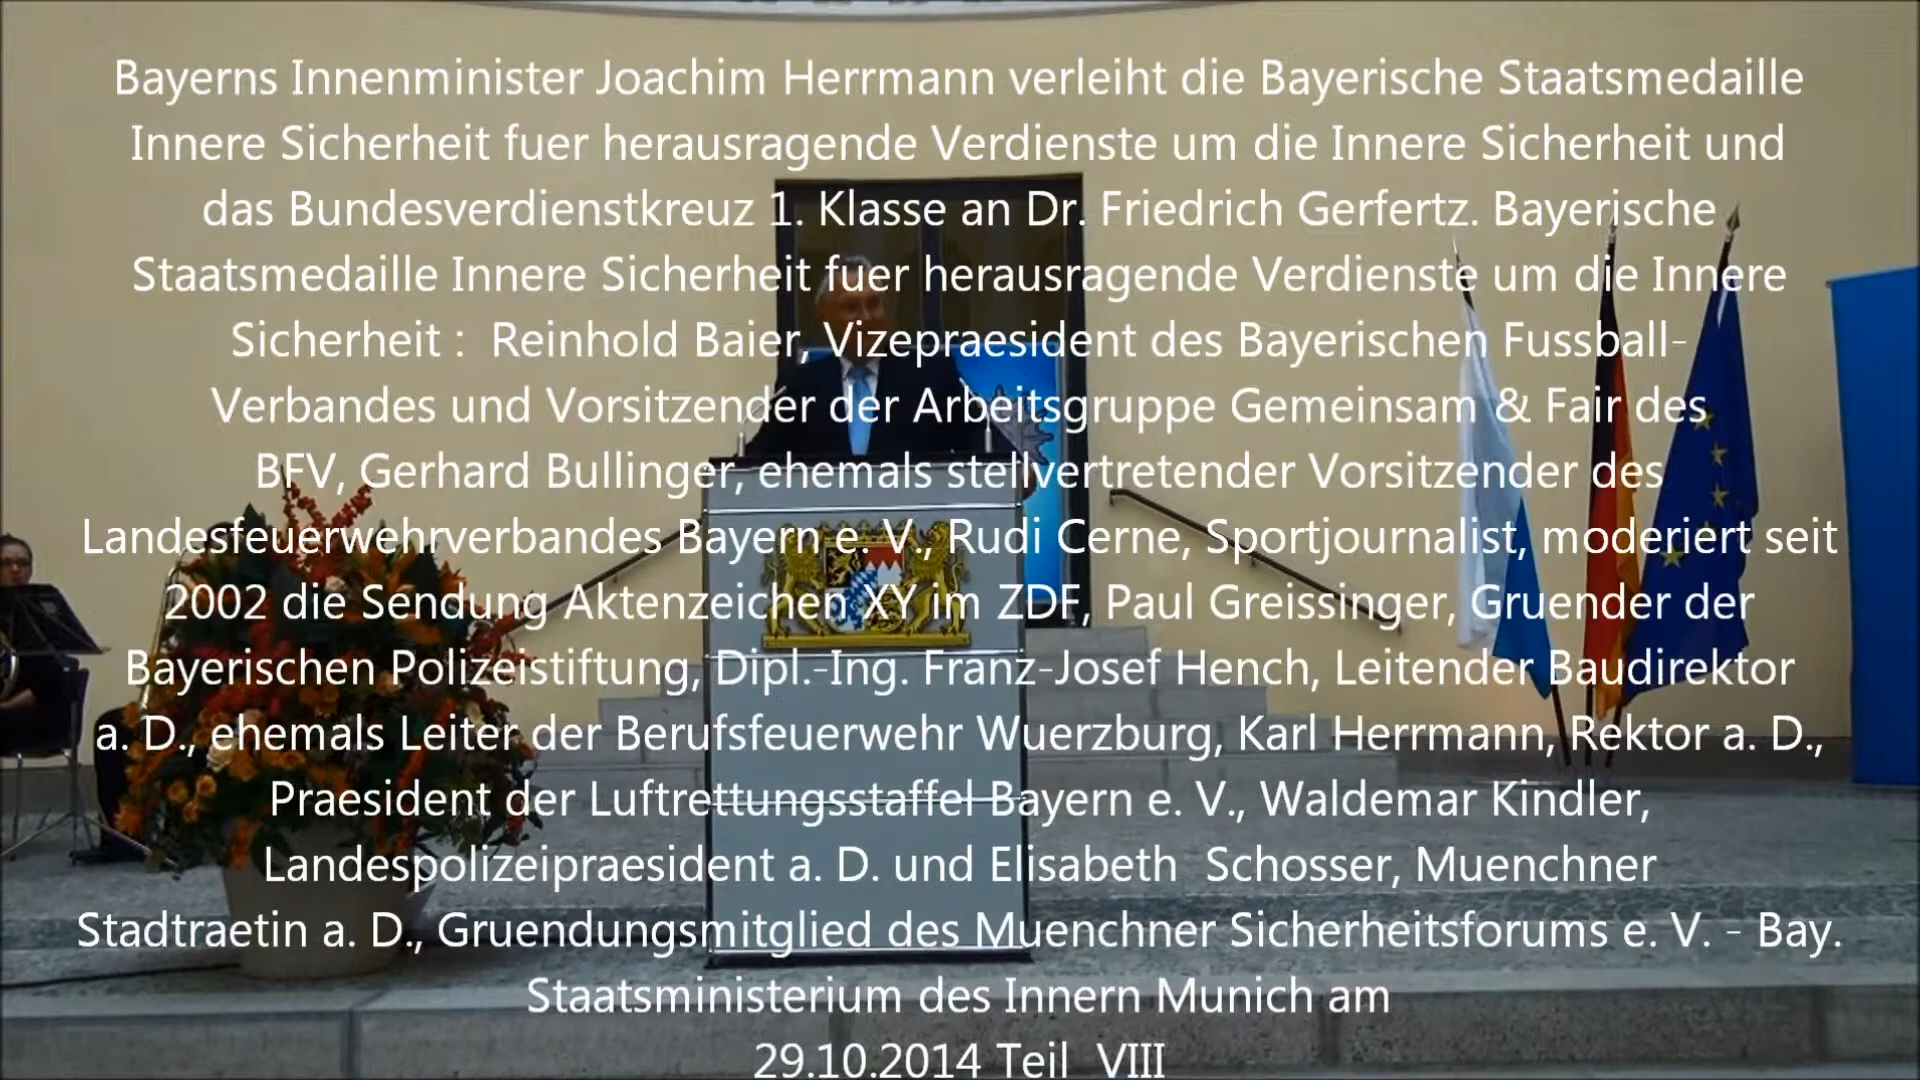 Bayerns Innenminister Joachim Herrmann verleiht die Bayerische Staatsmedaille
Innere Sicherheit fuer herausragende Verdienste um die Innere Sicherheit und
das Bundesverdienstkreuz 1. Klasse an Dr. Friedrich Gerfertz. Bayerische
Staatsmedaille Innere Sicherheit fuer herausragende Verdienste um die Innere
Sicherheit :  Reinhold Baier, Vizepraesident des Bayerischen Fussball-
Verbandes und Vorsitzender der Arbeitsgruppe Gemeinsam & Fair des
BFV, Gerhard Bullinger, ehemals stellvertretender Vorsitzender des
Landesfeuerwehrverbandes Bayern e. V., Rudi Cerne, Sportjournalist, moderiert seit
2002 die Sendung Aktenzeichen XY im ZDF, Paul Greissinger, Gruender der
Bayerischen Polizeistiftung, Dipl.-Ing. Franz-Josef Hench, Leitender Baudirektor
a. D., ehemals Leiter der Berufsfeuerwehr Wuerzburg, Karl Herrmann, Rektor a. D.,
Praesident der Luftrettungsstaffel Bayern e. V., Waldemar Kindler,
Landespolizeipraesident a. D. und Elisabeth  Schosser, Muenchner
Stadtraetin a. D., Gruendungsmitglied des Muenchner Sicherheitsforums e. V. - Bay.
Staatsministerium des Innern Munich am
29.10.2014 Teil  VIII